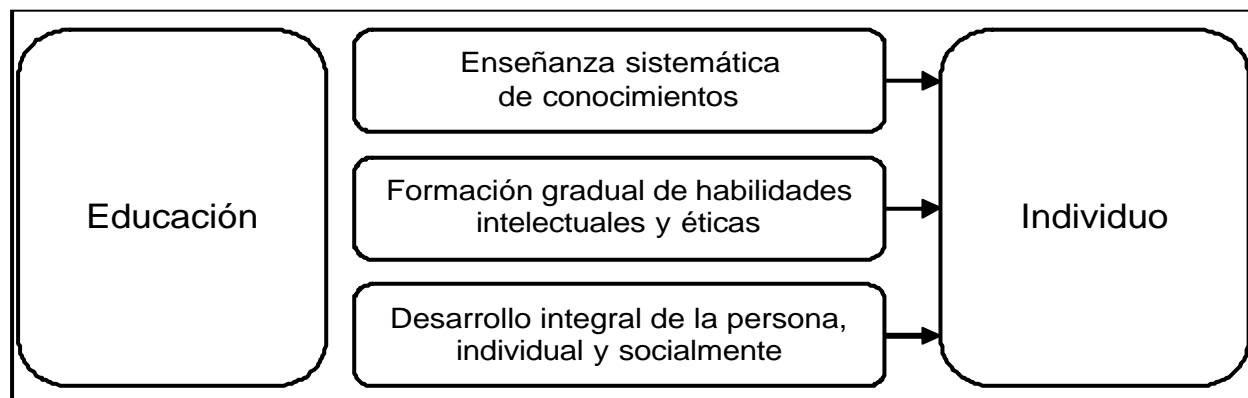 Educación
Enseñanza sistemática
de conocimientos
Formación gradual de habilidades
intelectuales y éticas
Desarrollo integral de la persona,
individual y socialmente
Individuo